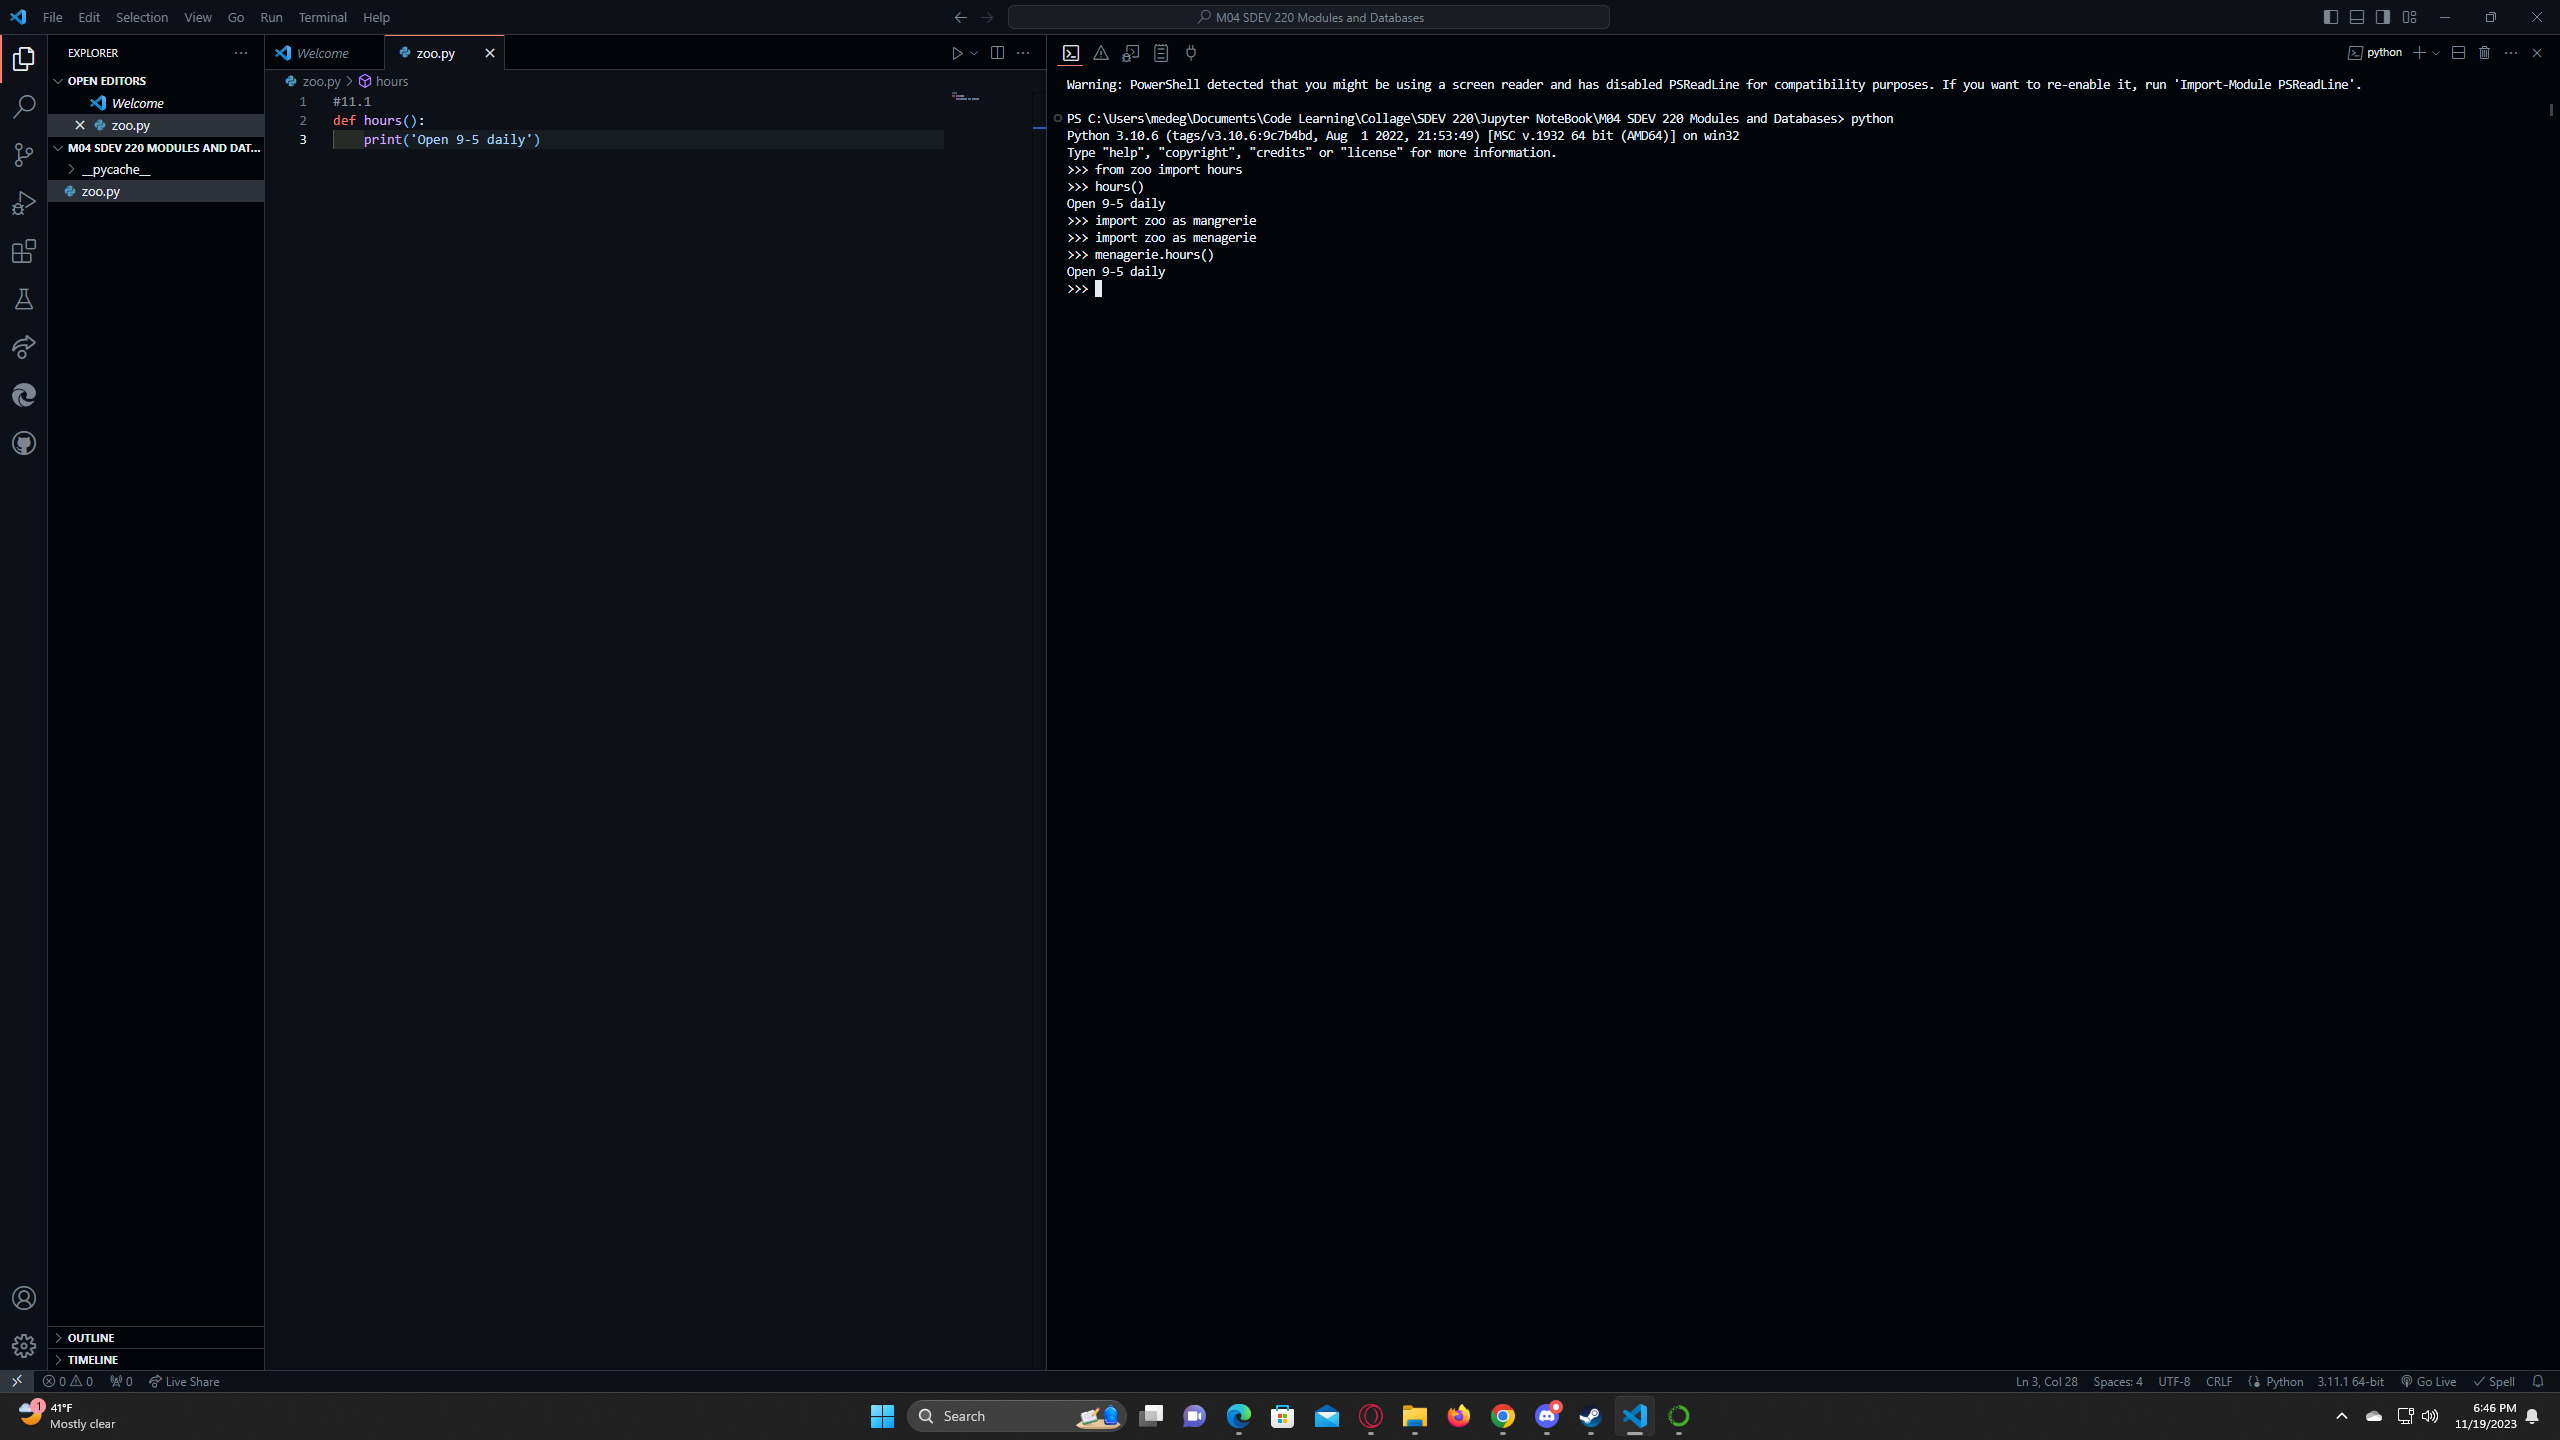 File Edit Selection View Go Run Terminal Help
M04 SDEV 220 Modules and Databases
EXPLORER
OPEN EDITORS
Welcome
zoo.py
M04 SDEV 220 MODULES AND DAT...
__pycache__
zoo.py
OUTLINE
TIMELINE
Welcome
zoo.py
zoo.py > hours
1 #11.1
2 def hours():
3     print('Open 9-5 daily')
python
Warning: PowerShell detected that you might be using a screen reader and has disabled PSReadLine for compatibility purposes. If you want to re-enable it, run 'Import-Module PSReadLine'.
PS C:\Users\medeg\Documents\Code Learning\Collage\SDEV 220\Jupyter NoteBook\M04 SDEV 220 Modules and Databases> python
Python 3.10.6 (tags/v3.10.6:9c7b4bd, Aug  1 2022, 21:53:49) [MSC v.1932 64 bit (AMD64)] on win32
Type "help", "copyright", "credits" or "license" for more information.
>>> from zoo import hours
>>> hours()
Open 9-5 daily
>>> import zoo as mangrerie
>>> import zoo as menagerie
>>> menagerie.hours()
Open 9-5 daily
>>>
0 0 0 Live Share
Ln 3, Col 28 Spaces: 4 UTF-8 CRLF Python 3.11.1 64-bit Go Live Spell
1
41°F
Mostly clear
Search
6:46 PM
11/19/2023